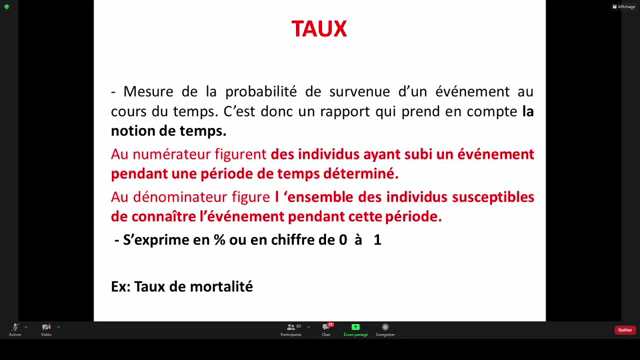 Affichage
TAUX
- Mesure de la probabilité de survenue d’un événement au
cours du temps. C’est donc un rapport qui prend en compte la
notion de temps.
Au numérateur figurent des individus ayant subi un événement
pendant une période de temps déterminé.
Au dénominateur figure l ‘ensemble des individus susceptibles
de connaître l’événement pendant cette période.
- S’exprime en % ou en chiffre de 0 à 1
Ex: Taux de mortalité
Activer
Vidéo
Participants
Chat
Écran partagé
Enregistrer
Quitter